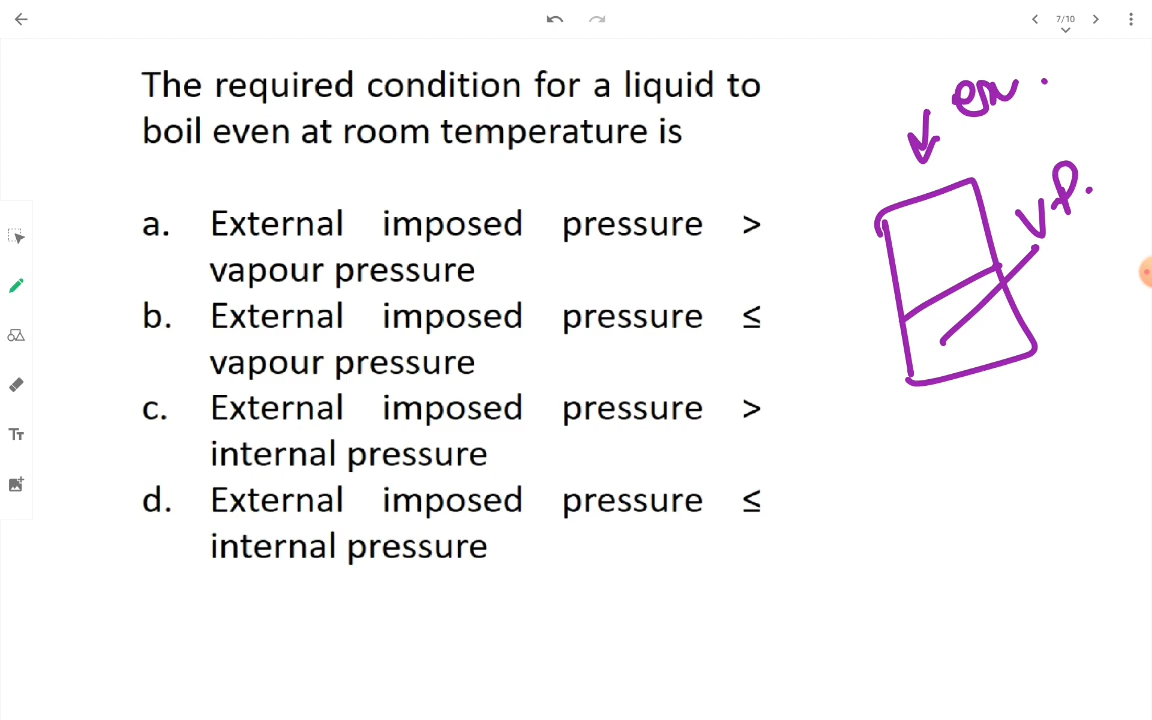 7/10
The required condition for a liquid to
boil even at room temperature is
a. External imposed pressure >
vapour pressure
b. External imposed pressure ≤
vapour pressure
c. External imposed pressure >
internal pressure
d. External imposed pressure ≤
internal pressure
V.P.
Tт